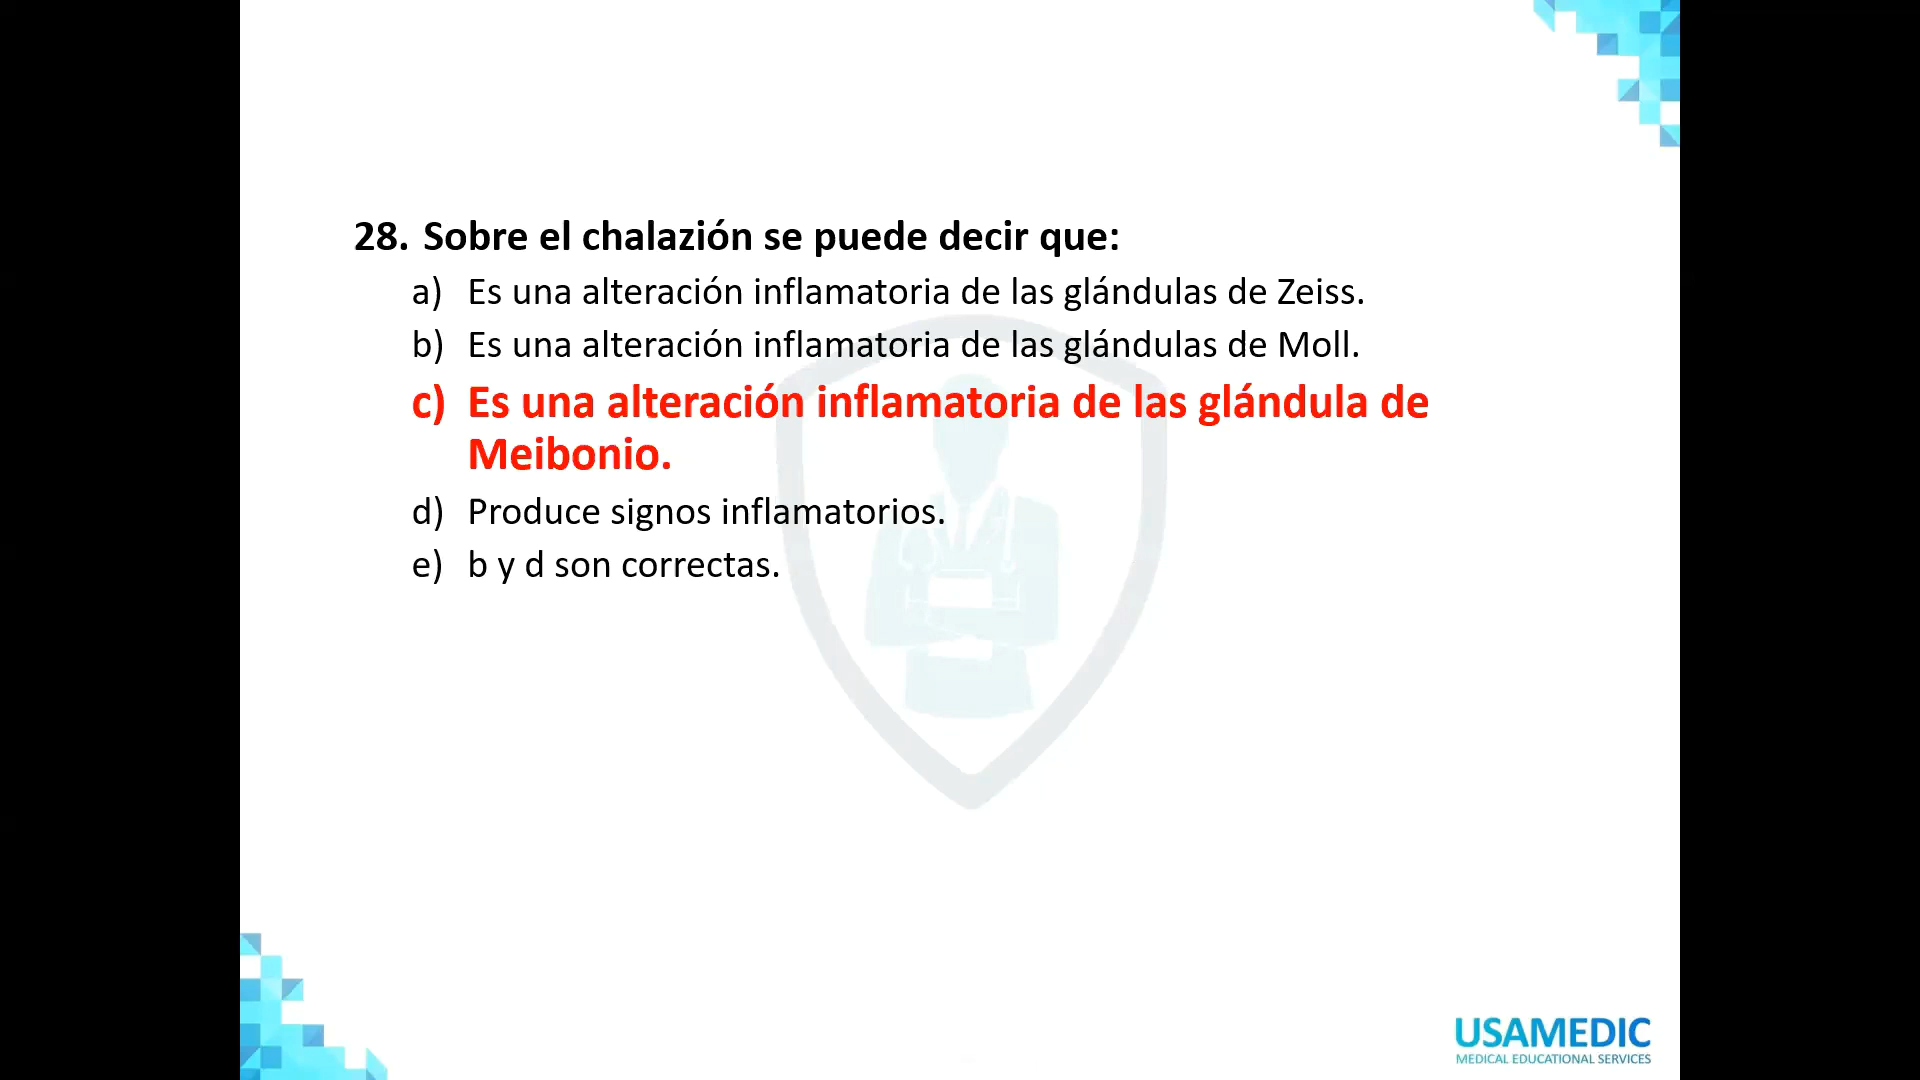 28. Sobre el chalazión se puede decir que:
a) Es una alteración inflamatoria de las glándulas de Zeiss.
b) Es una alteración inflamatoria de las glándulas de Moll.
c) Es una alteración inflamatoria de las glándula de
Meibonio.
d) Produce signos inflamatorios.
e) b y d son correctas.
USAMEDIC
MEDICAL EDUCATIONAL SERVICES